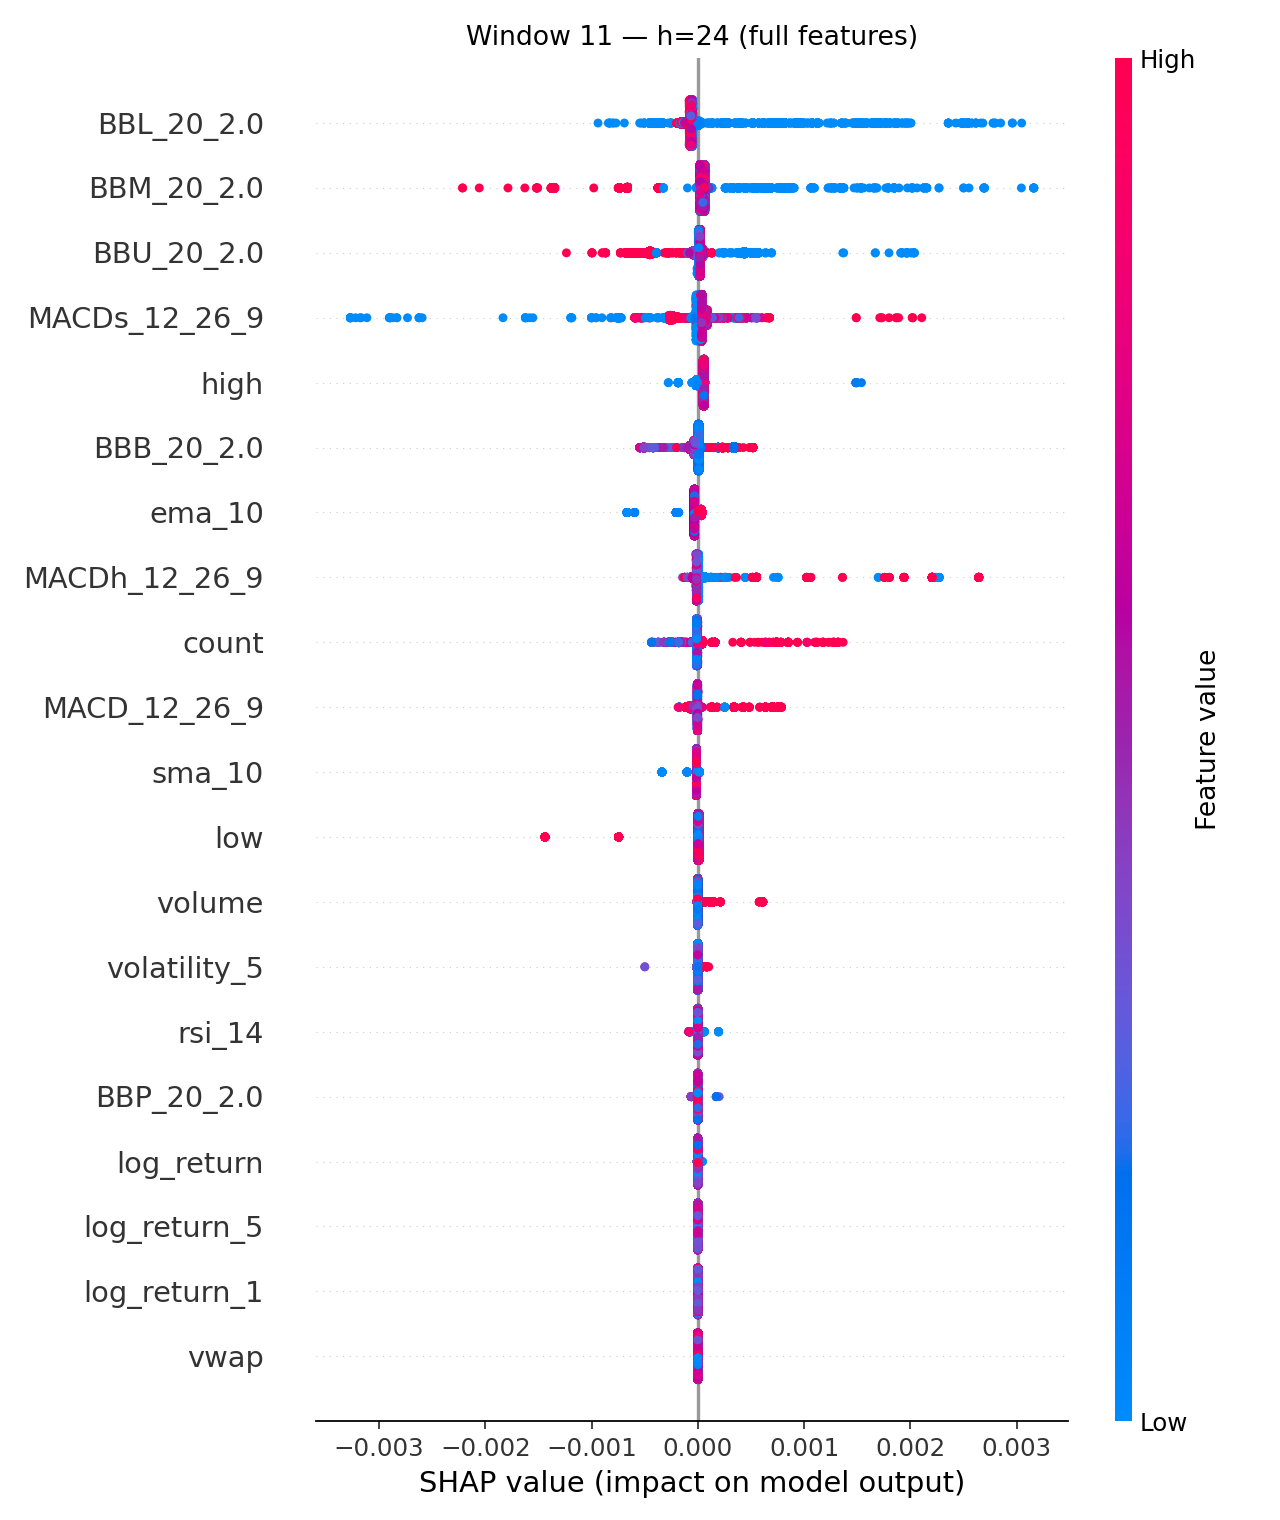 Window 11 — h=24 (full features)
High
BBL_20_2.0
BBM_20_2.0
BBU_20_2.0
MACDs_12_26_9
high
BBB_20_2.0
ema_10
MACDh_12_26_9
count
MACD_12_26_9
sma_10
low
volume
volatility_5
rsi_14
BBP_20_2.0
log_return
log_return_5
log_return_1
vwap
Feature value
Low
−0.003 −0.002 −0.001 0.000 0.001 0.002 0.003
SHAP value (impact on model output)